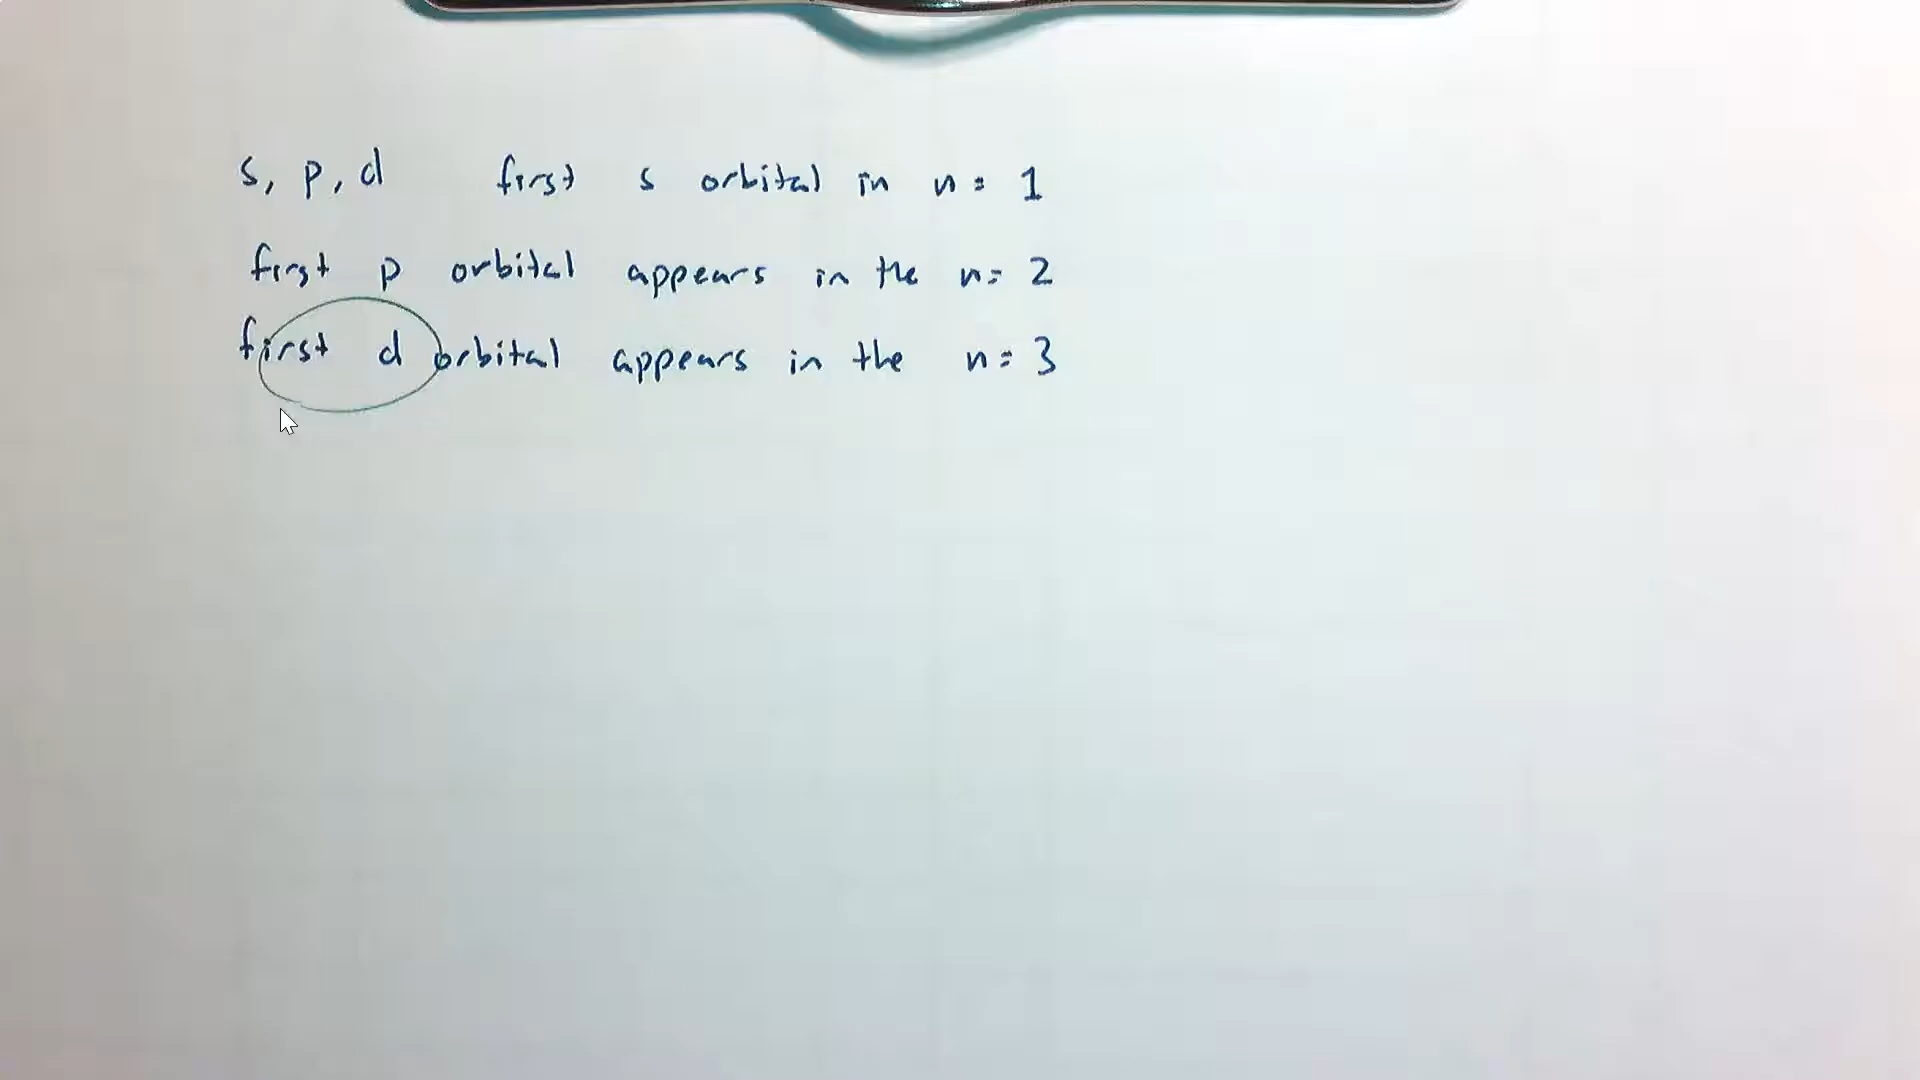 s, p, d first s orbital in n = 1
first p orbital appears in the n = 2
first d orbital appears in the n = 3